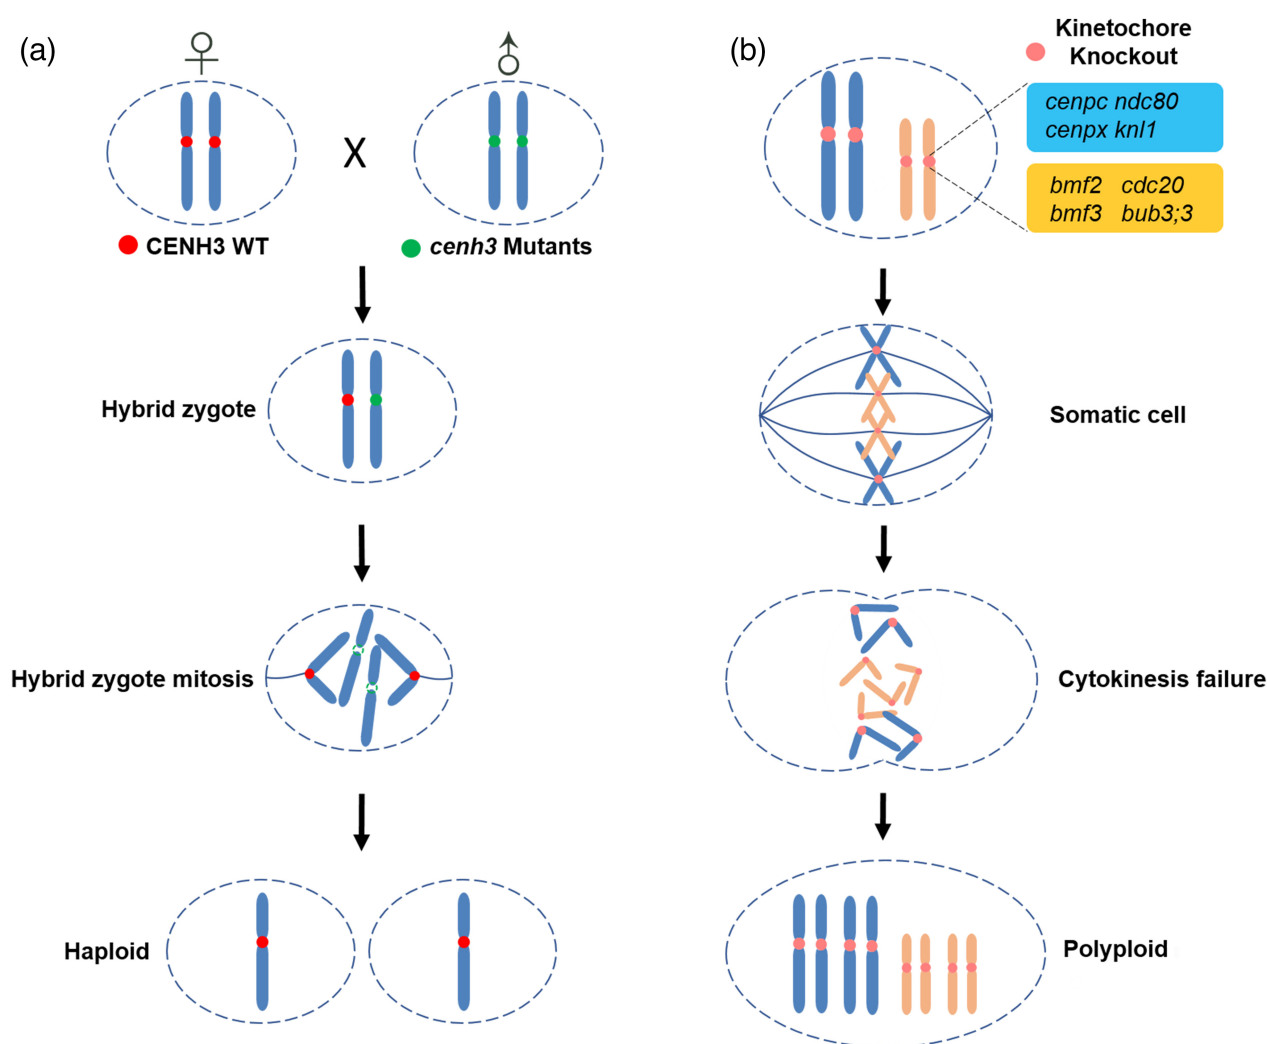 (a)
♀
♂
X
CENH3 WT
cenh3 Mutants
Hybrid zygote
Hybrid zygote mitosis
Haploid
(b)
Kinetochore
Knockout
cenpc ndc80
cenpx knl1
bmf2 cdc20
bmf3 bub3;3
Somatic cell
Cytokinesis failure
Polyploid